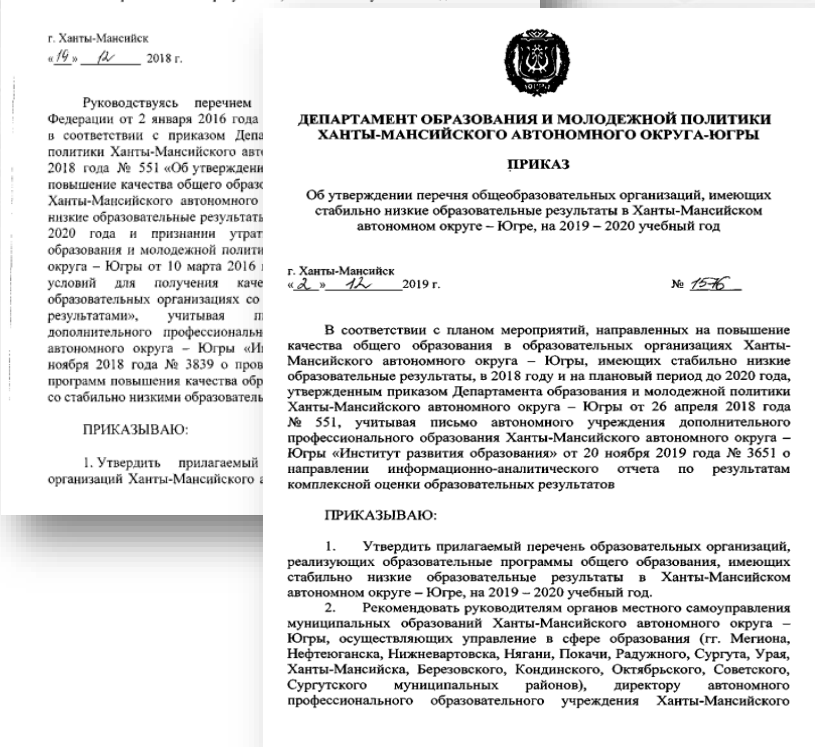 г. Ханты-Мансийск
«19» 12 2018 г.
Руководствуясь перечнем
Федерации от 2 января 2016 года
в соответствии с приказом Депа
политики Ханты-Мансийского авто
2018 года № 551 «Об утверждени
повышение качества общего образо
Ханты-Мансийского автономного
низкие образовательные результаты
2020 года и признании утрат
образования и молодежной полити
округа – Югры от 10 марта 2016
условий для получения каче
образовательных организациях со
результатами», учитывая п
дополнительного профессиональн
автономного округа – Югры «И
ноября 2018 года № 3839 о пров
программ повышения качества обр
со стабильно низкими образователь
ПРИКАЗЫВАЮ:
1. Утвердить прилагаемый
организаций Ханты-Мансийского а
ДЕПАРТАМЕНТ ОБРАЗОВАНИЯ И МОЛОДЕЖНОЙ ПОЛИТИКИ
ХАНТЫ-МАНСИЙСКОГО АВТОНОМНОГО ОКРУГА-ЮГРЫ
ПРИКАЗ
Об утверждении перечня общеобразовательных организаций, имеющих
стабильно низкие образовательные результаты в Ханты-Мансийском
автономном округе – Югре, на 2019 – 2020 учебный год
г. Ханты-Мансийск
«2» 12 2019 г. № 1576
В соответствии с планом мероприятий, направленных на повышение
качества общего образования в образовательных организациях Ханты-
Мансийского автономного округа – Югры, имеющих стабильно низкие
образовательные результаты, в 2018 году и на плановый период до 2020 года,
утвержденным приказом Департамента образования и молодежной политики
Ханты-Мансийского автономного округа – Югры от 26 апреля 2018 года
№ 551, учитывая письмо автономного учреждения дополнительного
профессионального образования Ханты-Мансийского автономного округа –
Югры «Институт развития образования» от 20 ноября 2019 года № 3651 о
направлении информационно-аналитического отчета по результатам
комплексной оценки образовательных результатов
ПРИКАЗЫВАЮ:
1. Утвердить прилагаемый перечень образовательных организаций,
реализующих образовательные программы общего образования, имеющих
стабильно низкие образовательные результаты в Ханты-Мансийском
автономном округе – Югре, на 2019 – 2020 учебный год.
2. Рекомендовать руководителям органов местного самоуправления
муниципальных образований Ханты-Мансийского автономного округа –
Югры, осуществляющих управление в сфере образования (гг. Мегиона,
Нефтеюганска, Нижневартовска, Нягани, Покачи, Радужного, Сургута, Урая,
Ханты-Мансийска, Березовского, Кондинского, Октябрьского, Советского,
Сургутского муниципальных районов), директору автономного
профессионального образовательного учреждения Ханты-Мансийского